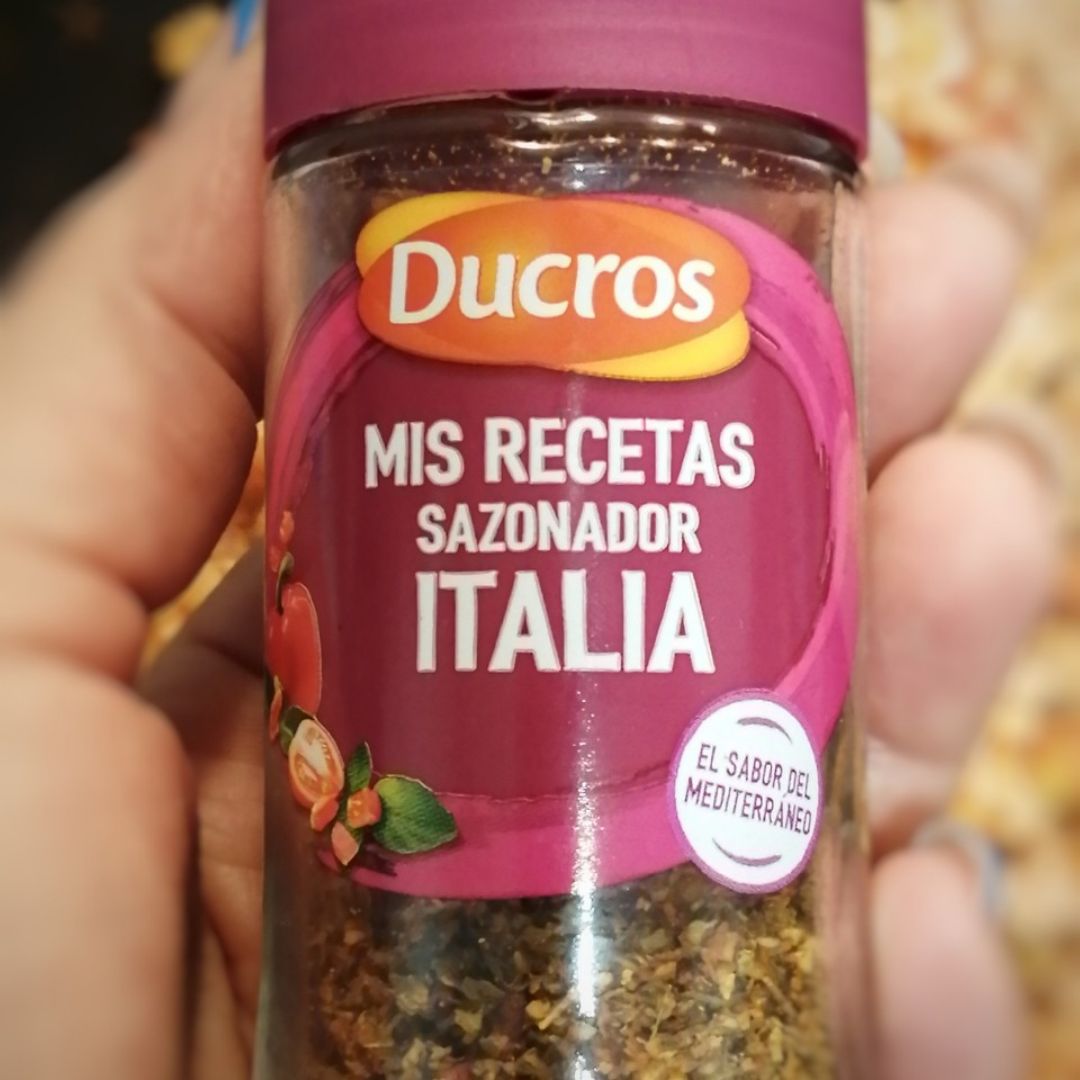 Ducros
MIS RECETAS
SAZONADOR
ITALIA
EL SABOR DEL
MEDITERRANEO